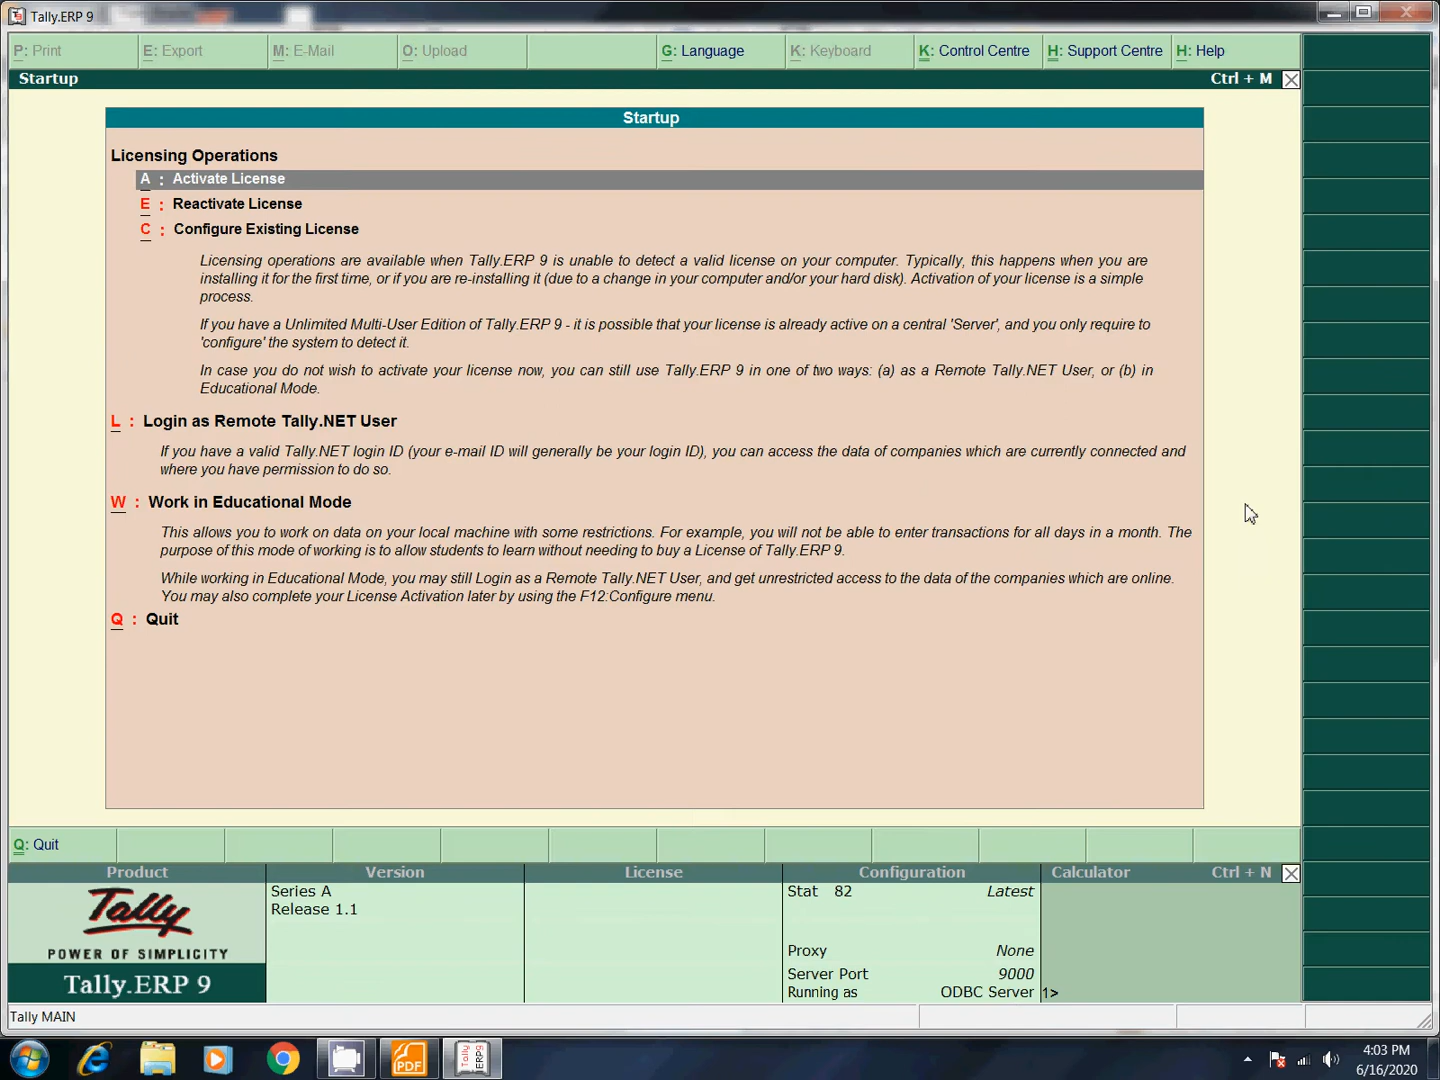 Tally.ERP 9
P: Print
E: Export
M: E-Mail
O: Upload
G: Language
K: Keyboard
K: Control Centre
H: Support Centre
H: Help
Startup
Ctrl + M
Startup
Licensing Operations
A : Activate License
E : Reactivate License
C : Configure Existing License
Licensing operations are available when Tally.ERP 9 is unable to detect a valid license on your computer. Typically, this happens when you are
installing it for the first time, or if you are re-installing it (due to a change in your computer and/or your hard disk). Activation of your license is a simple
process.
If you have a Unlimited Multi-User Edition of Tally.ERP 9 - it is possible that your license is already active on a central 'Server', and you only require to
'configure' the system to detect it.
In case you do not wish to activate your license now, you can still use Tally.ERP 9 in one of two ways: (a) as a Remote Tally.NET User, or (b) in
Educational Mode.
L : Login as Remote Tally.NET User
If you have a valid Tally.NET login ID (your e-mail ID will generally be your login ID), you can access the data of companies which are currently connected and
where you have permission to do so.
W : Work in Educational Mode
This allows you to work on data on your local machine with some restrictions. For example, you will not be able to enter transactions for all days in a month. The
purpose of this mode of working is to allow students to learn without needing to buy a License of Tally.ERP 9.
While working in Educational Mode, you may still Login as a Remote Tally.NET User, and get unrestricted access to the data of the companies which are online.
You may also complete your License Activation later by using the F12:Configure menu.
Q : Quit
Q: Quit
Product
Version
License
Configuration
Calculator
Ctrl + N
Tally
POWER OF SIMPLICITY
Tally.ERP 9
Series A
Release 1.1
Stat 82 Latest
Proxy None
Server Port 9000
Running as ODBC Server
1>
Tally MAIN
PDF
Tally
ERP9
4:03 PM
6/16/2020